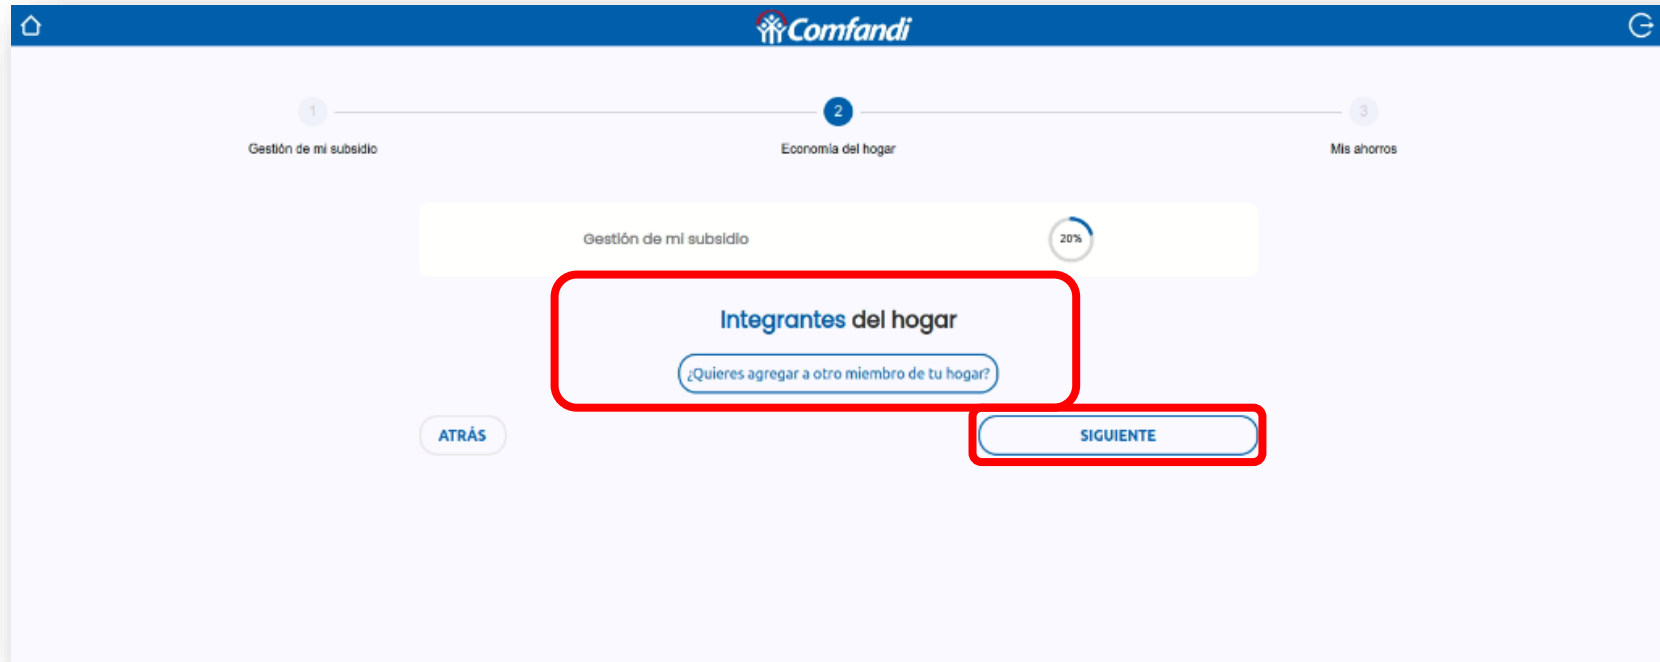 Comfandi
1
2
3
Gestión de mi subsidio
Economía del hogar
Mis ahorros
Gestión de mi subsidio
20%
Integrantes del hogar
¿Quieres agregar a otro miembro de tu hogar?
ATRÁS
SIGUIENTE